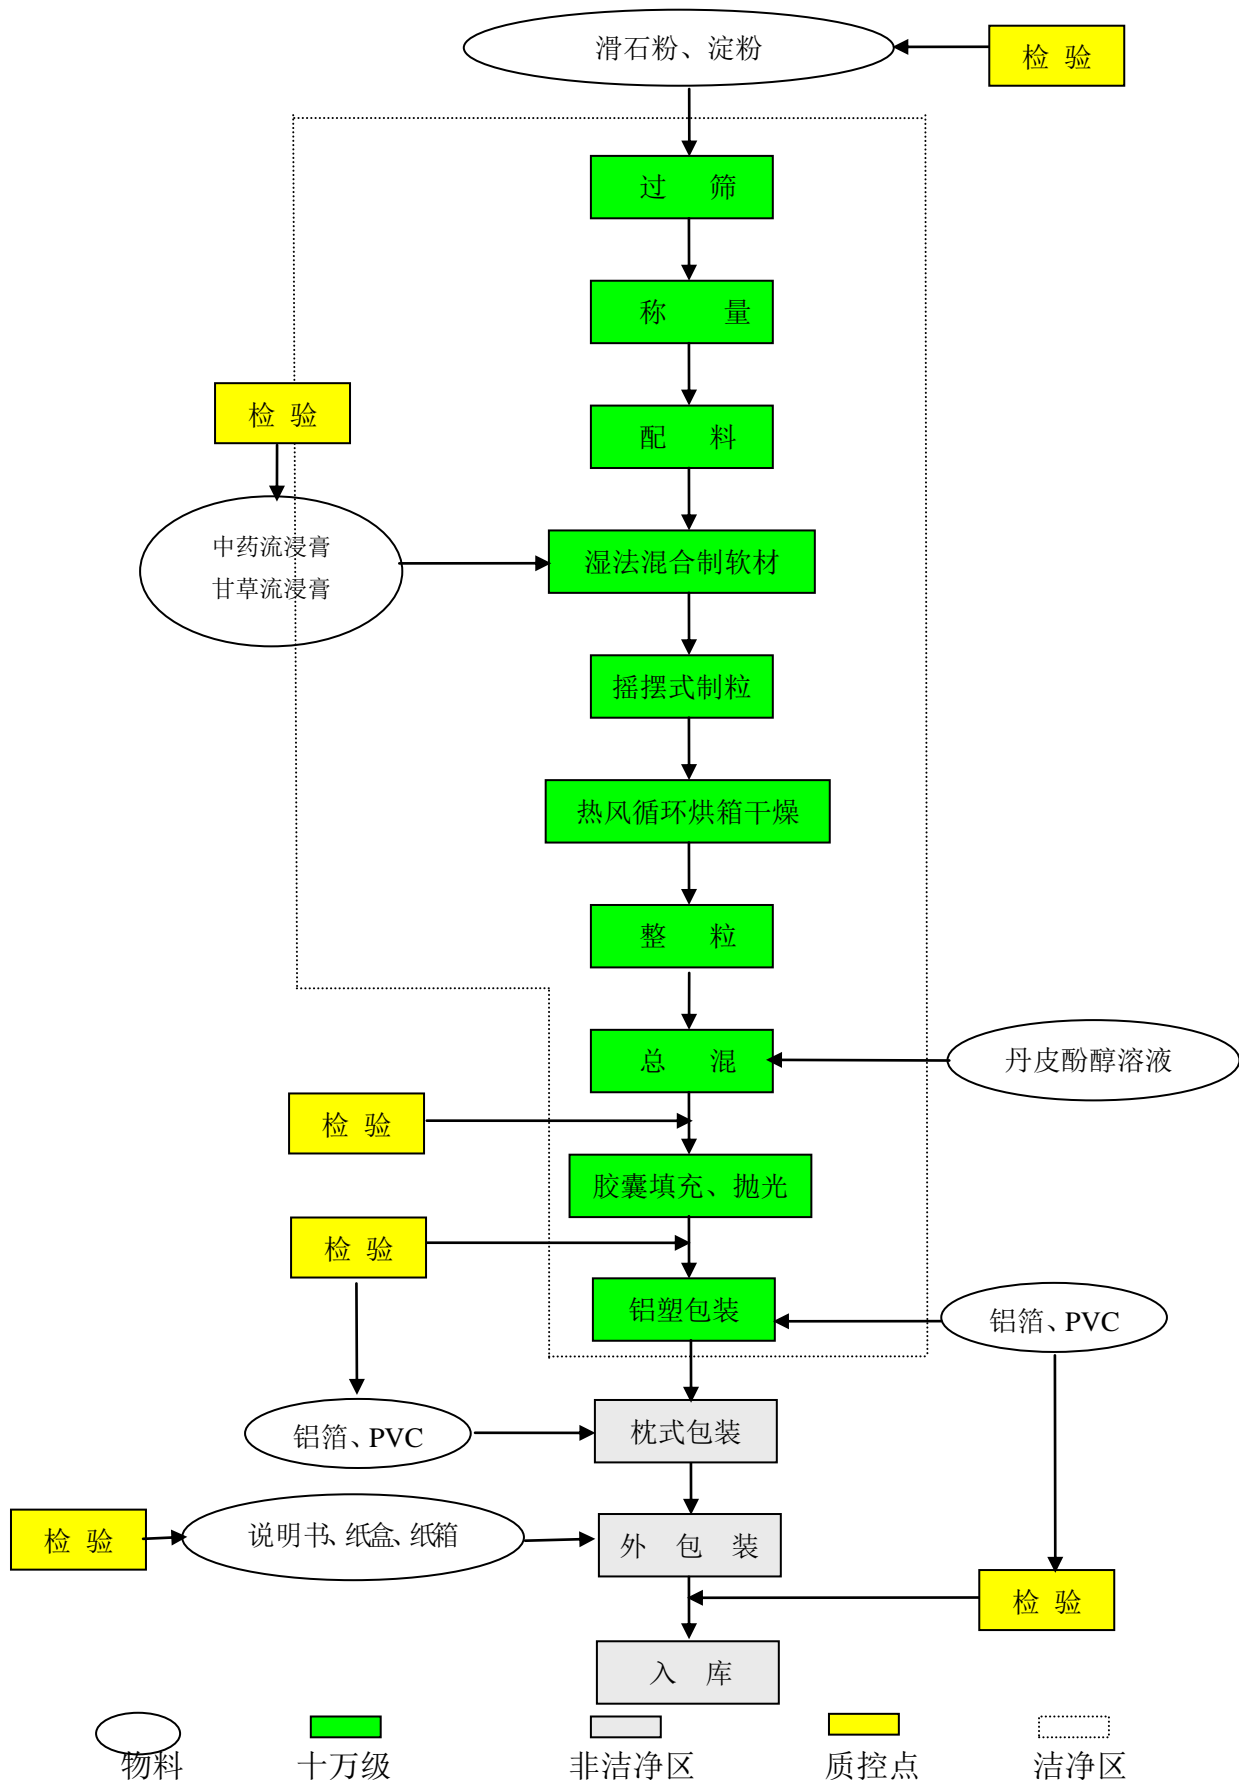 滑石粉、淀粉
检 验
过 筛
称 量
检 验
配 料
中药流浸膏
甘草流浸膏
湿法混合制软材
摇摆式制粒
热风循环烘箱干燥
整 粒
总 混
丹皮酚醇溶液
检 验
胶囊填充、抛光
检 验
铝塑包装
铝箔、PVC
铝箔、PVC
枕式包装
检 验
说明书、纸盒、纸箱
外 包 装
检 验
入 库
物料
十万级
非洁净区
质控点
洁净区